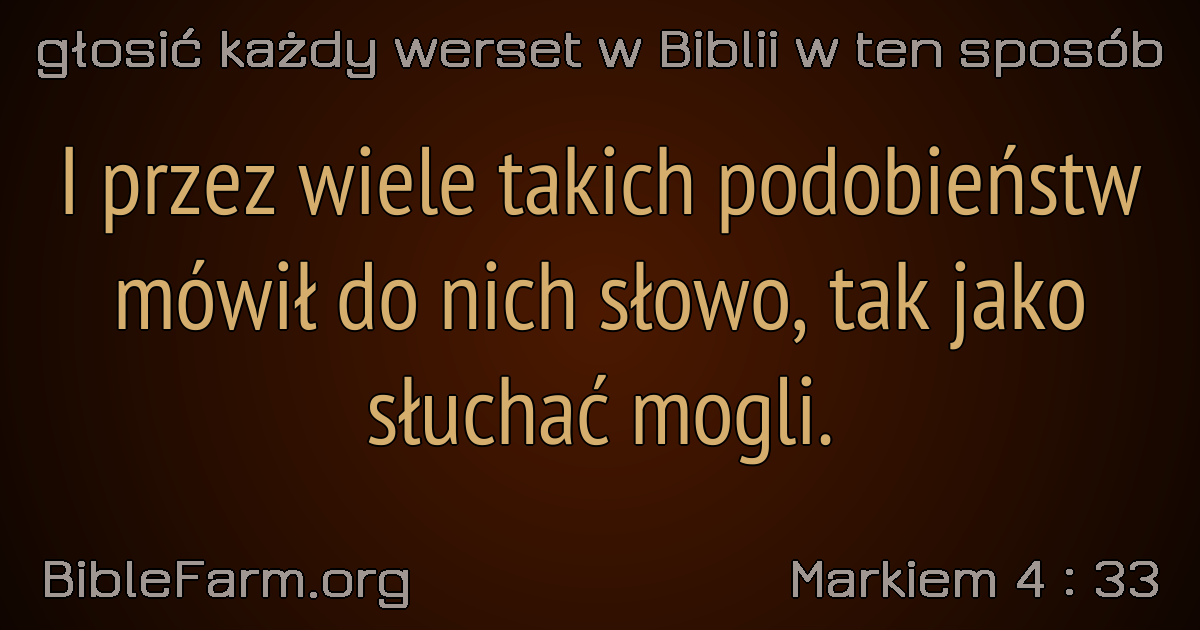 głosić każdy werset w Biblii w ten sposób
I przez wiele takich podobieństw
mówił do nich słowo, tak jako
słuchać mogli.
BibleFarm.org
Markiem 4 : 33